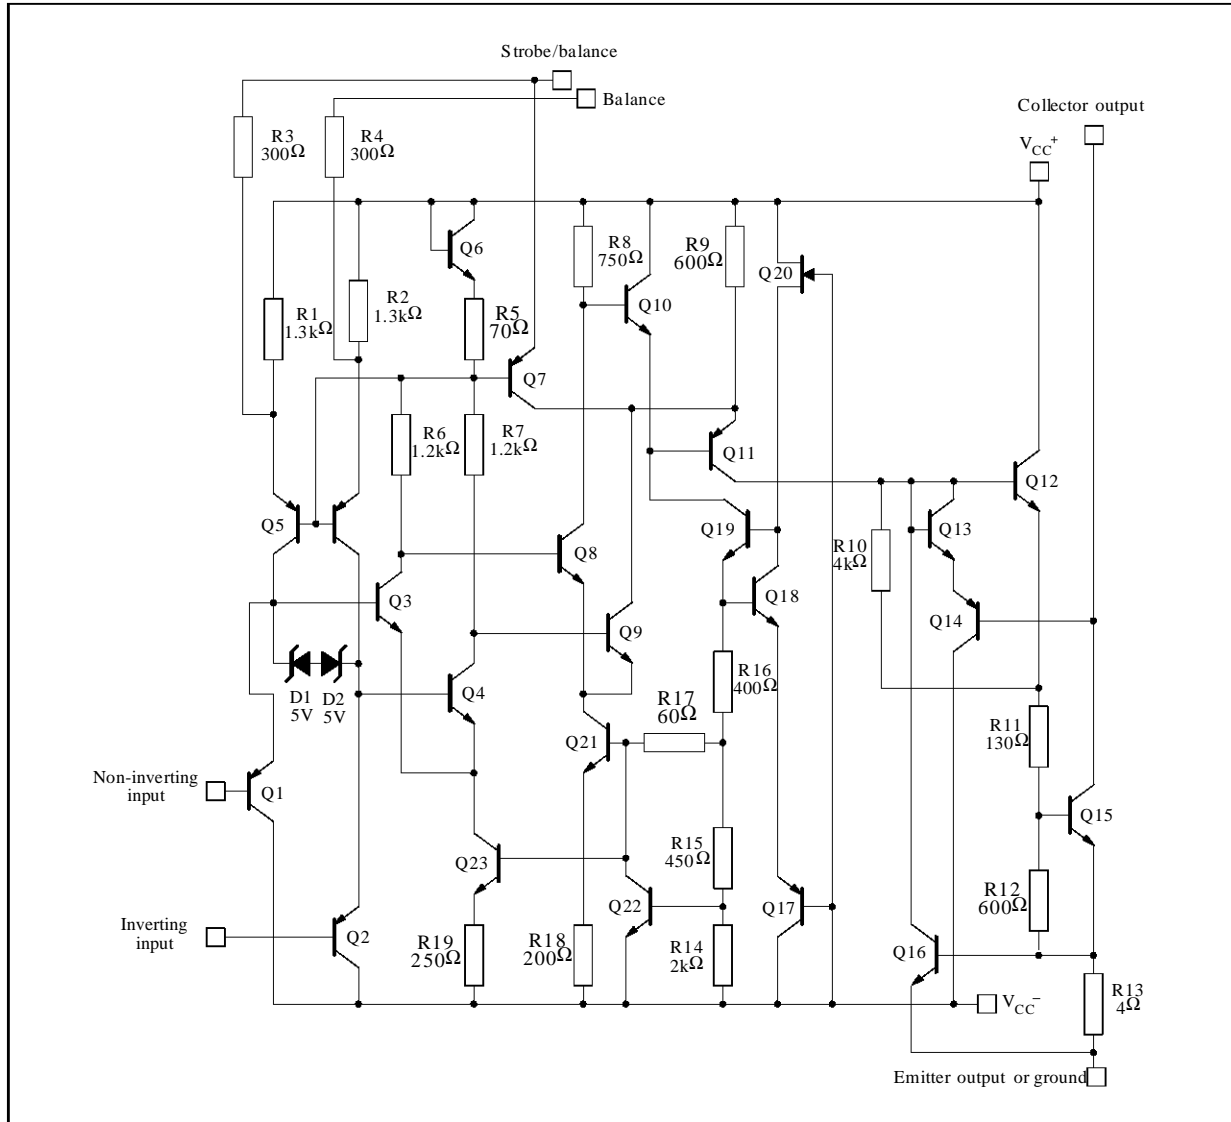 Strobe/balance
Balance
Collector output
V_CC+
R3
300Ω
R4
300Ω
Q6
R8
750Ω
R9
600Ω
Q20
Q10
R1
1.3kΩ
R2
1.3kΩ
R5
70Ω
Q7
R6
1.2kΩ
R7
1.2kΩ
Q11
Q12
Q5
Q19
Q13
R10
4kΩ
Q8
Q3
Q18
Q9
Q14
D1
5V
D2
5V
Q4
R16
400Ω
R17
60Ω
Q21
R11
130Ω
Non-inverting
input
Q1
Q15
Q23
R15
450Ω
R12
600Ω
Q22
Q17
Inverting
input
Q2
R19
250Ω
R18
200Ω
R14
2kΩ
Q16
V_CC−
R13
4Ω
Emitter output or ground